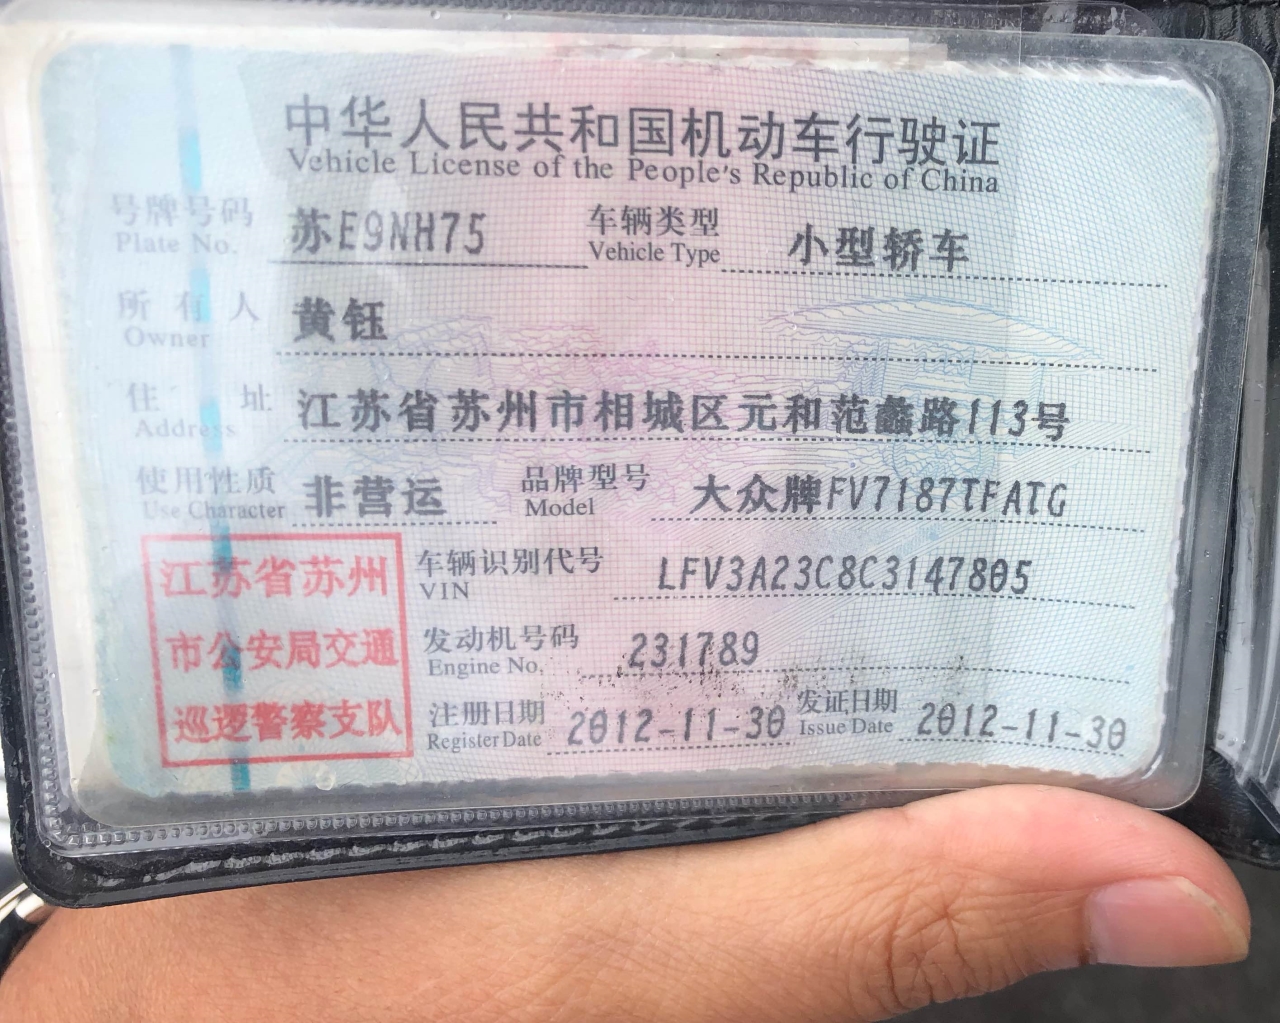 中华人民共和国机动车行驶证
Vehicle License of the People's Republic of China
号牌号码 苏E9NH75 车辆类型 小型轿车
Plate No. Vehicle Type
所有人 黄钰
Owner
住址 江苏省苏州市相城区元和范蠡路113号
Address
使用性质 非营运 品牌型号 大众牌FV7187TFATG
Use Character Model
江苏省苏州
市公安局交通
巡逻警察支队
车辆识别代号 LFV3A23C8C3147805
VIN
发动机号码 231789
Engine No.
注册日期 2012-11-30 发证日期 2012-11-30
Register Date Issue Date